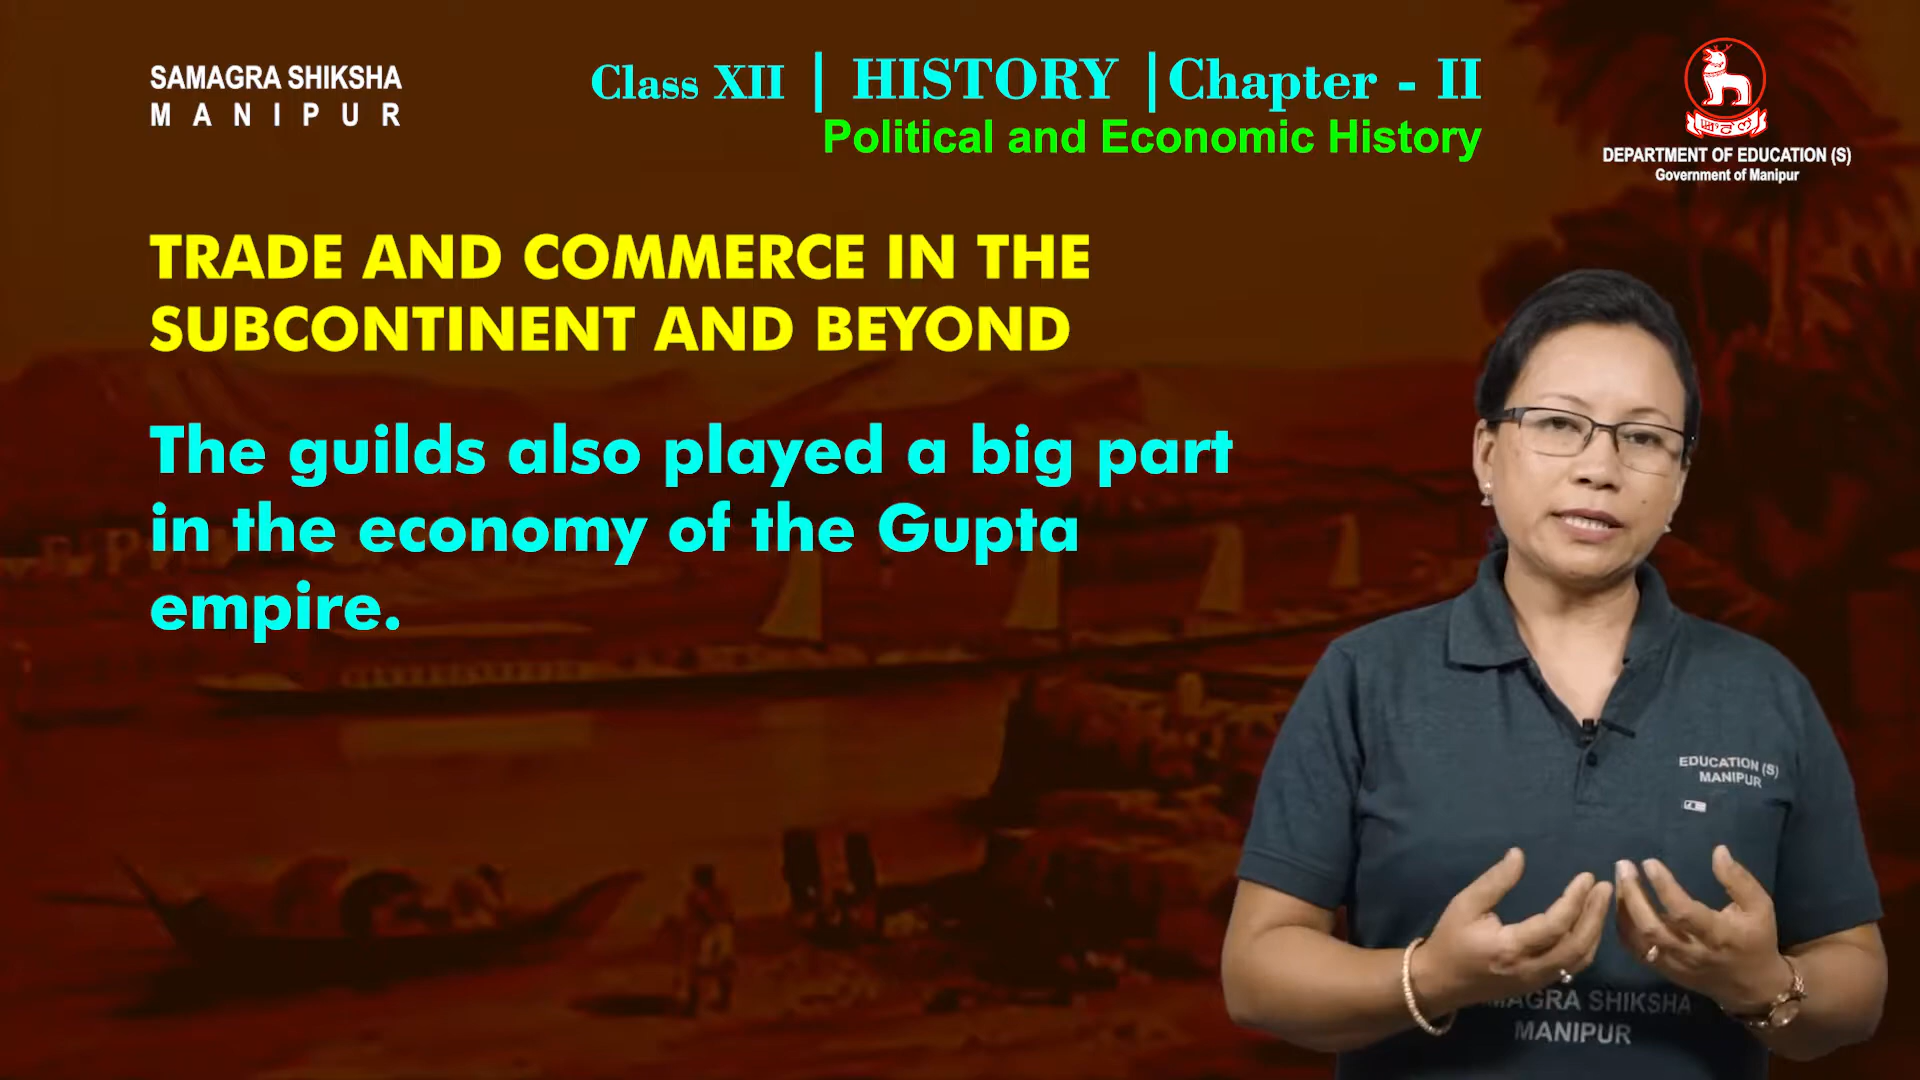 SAMAGRA SHIKSHA
MANIPUR
Class XII | HISTORY | Chapter - II
Political and Economic History
DEPARTMENT OF EDUCATION (S)
Government of Manipur
TRADE AND COMMERCE IN THE
SUBCONTINENT AND BEYOND
The guilds also played a big part
in the economy of the Gupta
empire.
EDUCATION (S)
MANIPUR
SHIKSHA
MANIPUR